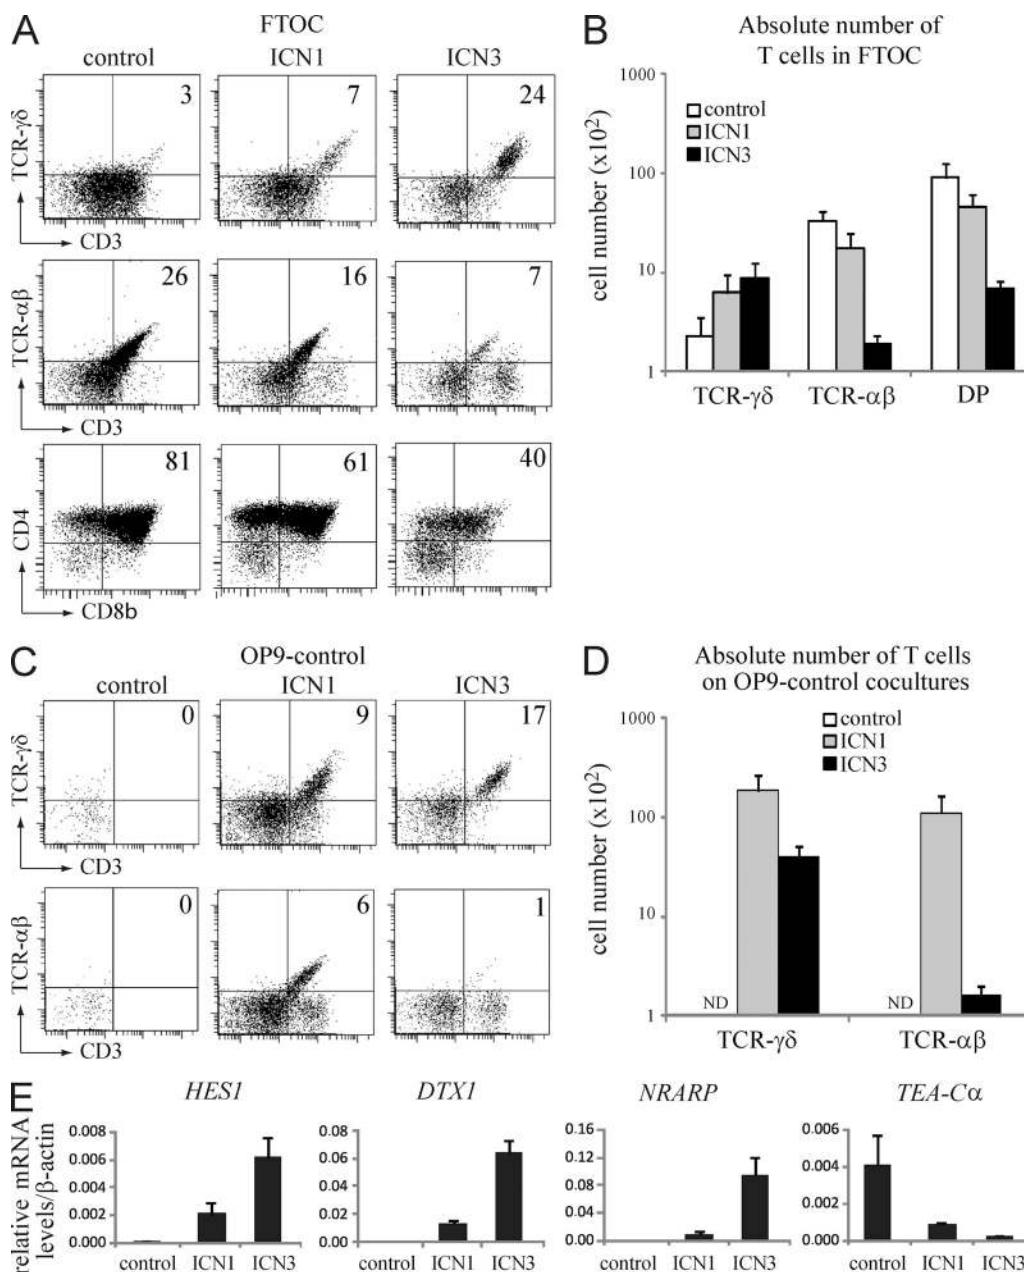 A
FTOC
control ICN1 ICN3
TCR-γδ
3
7
24
CD3
TCR-αβ
26
16
7
CD3
CD4
81
61
40
CD8b
B
Absolute number of
T cells in FTOC
cell number (x10²)
1000
100
10
1
control
ICN1
ICN3
TCR-γδ TCR-αβ DP
C
OP9-control
control ICN1 ICN3
TCR-γδ
0
9
17
CD3
TCR-αβ
0
6
1
CD3
D
Absolute number of T cells
on OP9-control cocultures
cell number (x10²)
1000
100
10
1
control
ICN1
ICN3
ND
ND
TCR-γδ TCR-αβ
E
relative mRNA
levels/β-actin
HES1
0.008
0.006
0.004
0.002
0.000
control ICN1 ICN3
DTX1
0.08
0.06
0.04
0.02
0.00
control ICN1 ICN3
NRARP
0.16
0.12
0.08
0.04
0.00
control ICN1 ICN3
TEA-Cα
0.006
0.004
0.002
0.000
control ICN1 ICN3